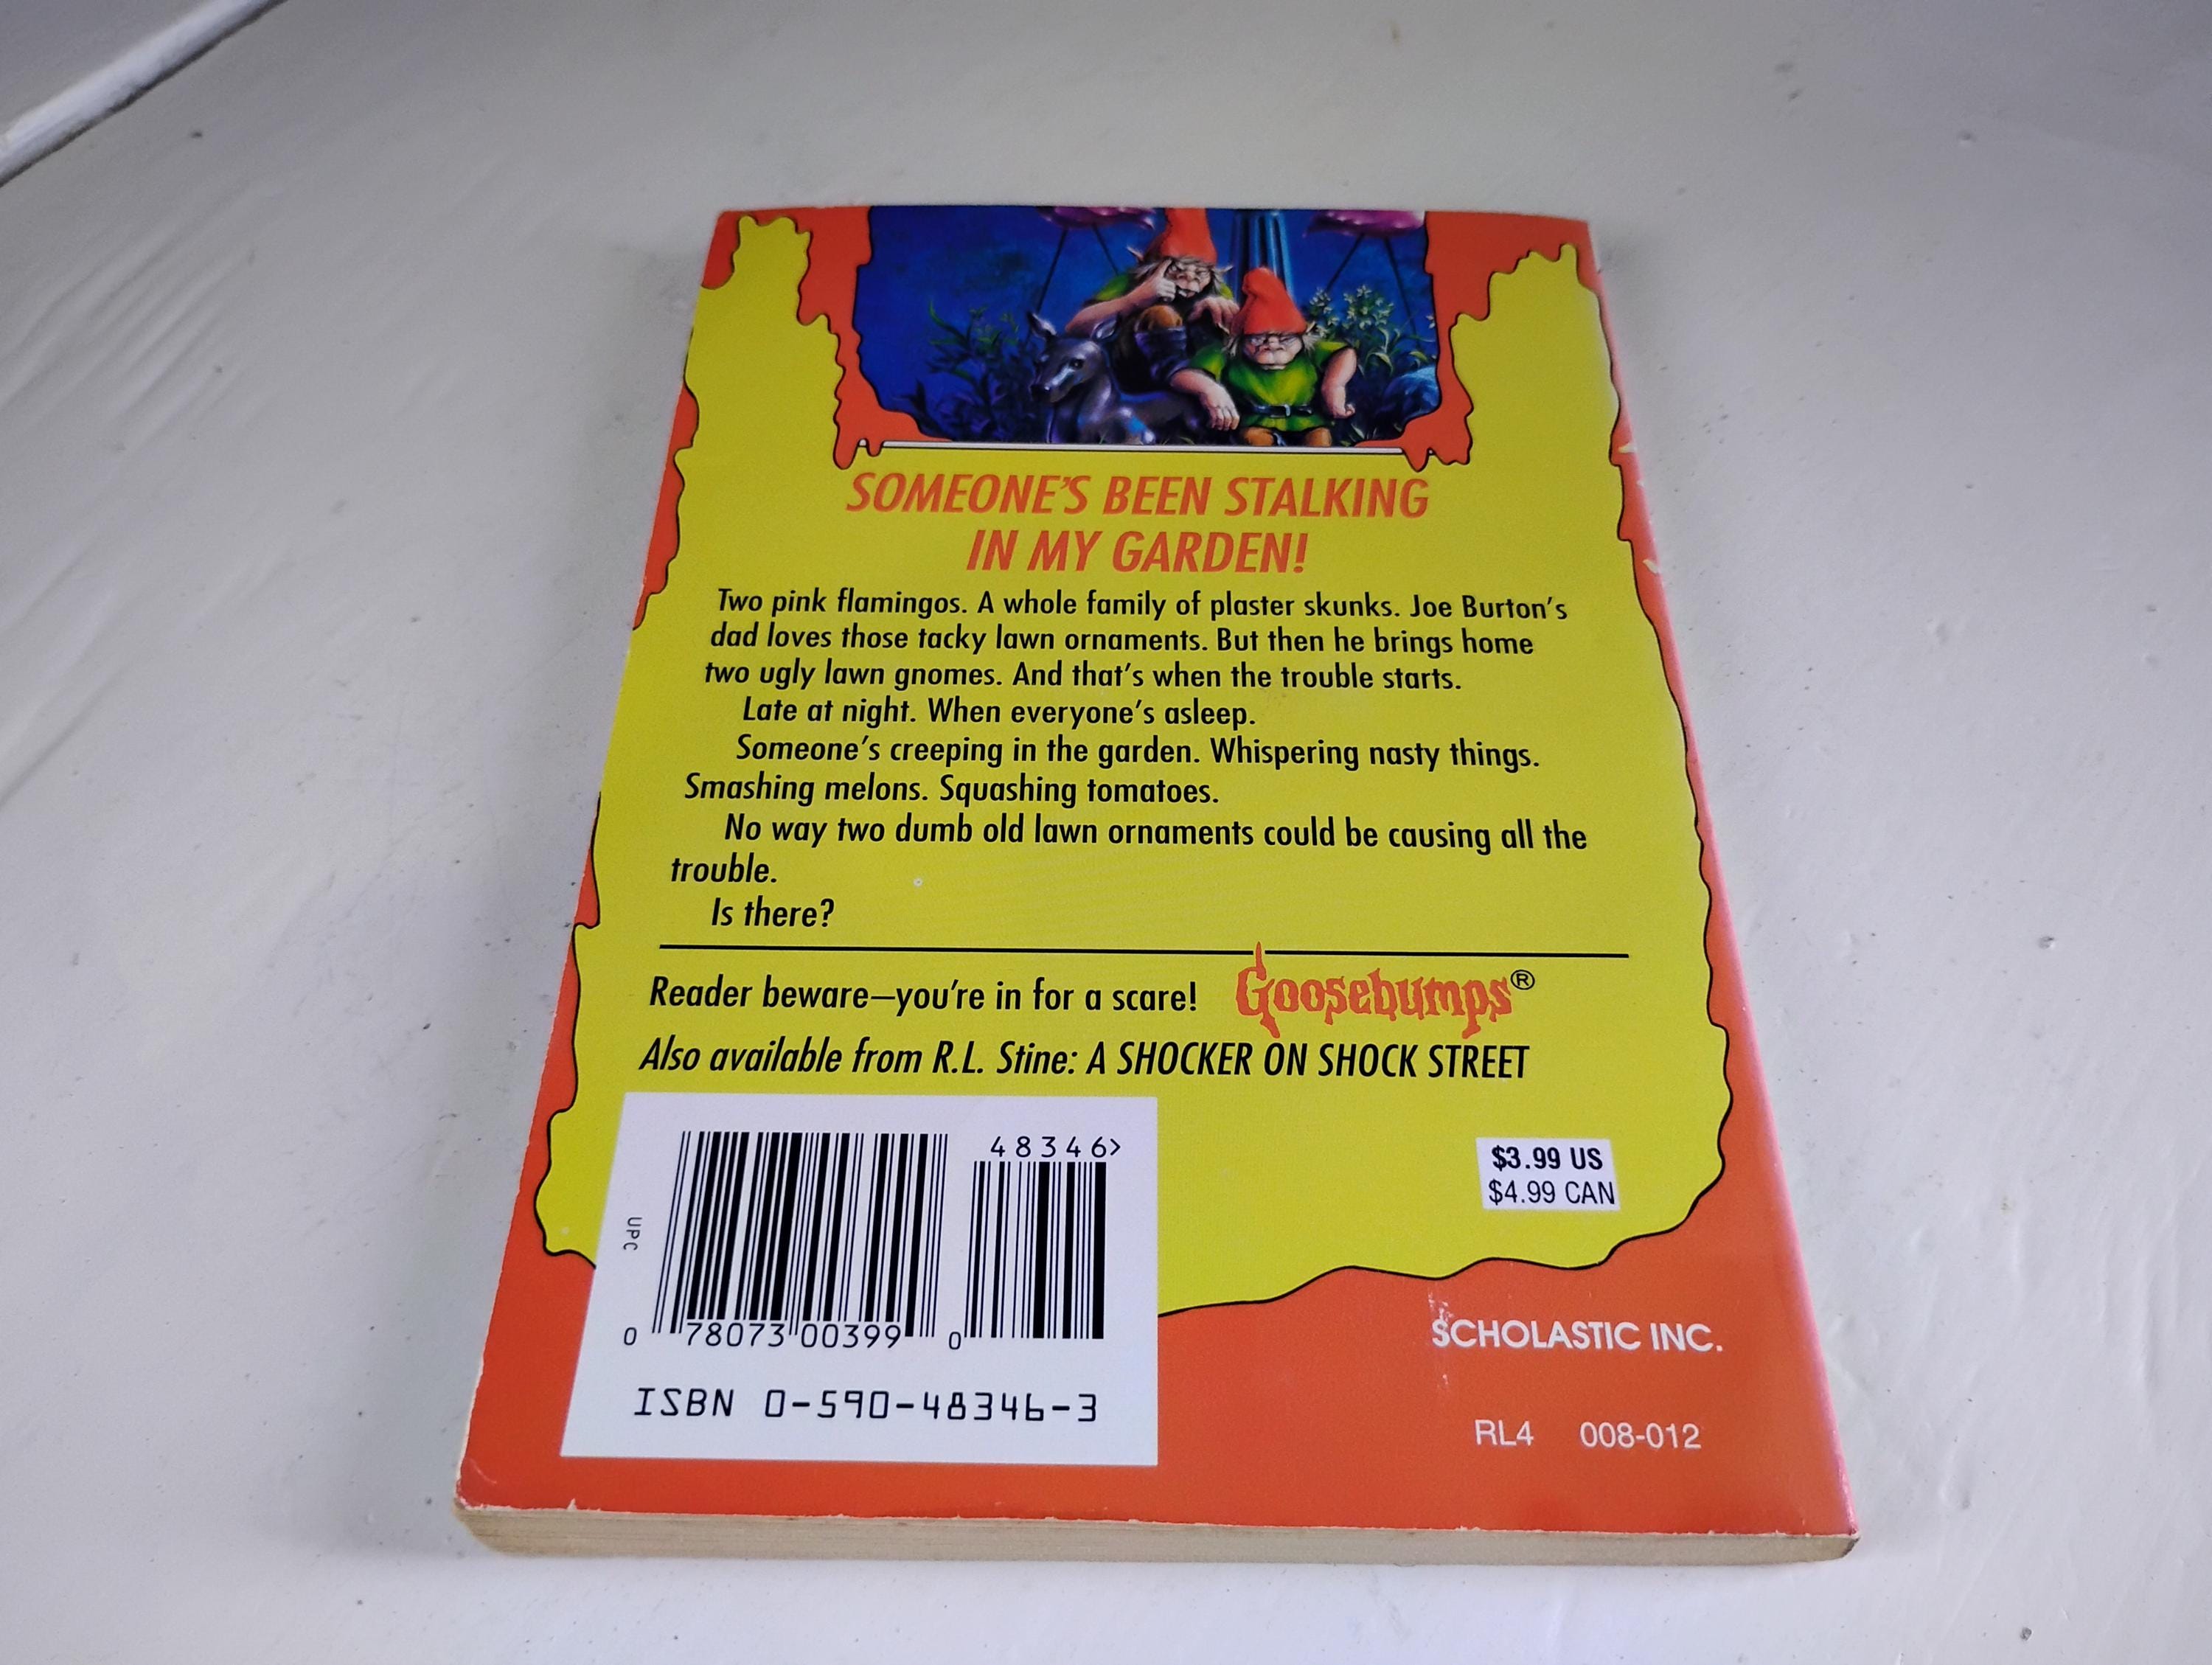 SOMEONE'S BEEN STALKING
IN MY GARDEN!
Two pink flamingos. A whole family of plaster skunks. Joe Burton's
dad loves those tacky lawn ornaments. But then he brings home
two ugly lawn gnomes. And that's when the trouble starts.
Late at night. When everyone's asleep.
Someone's creeping in the garden. Whispering nasty things.
Smashing melons. Squashing tomatoes.
No way two dumb old lawn ornaments could be causing all the
trouble.
Is there?
Reader beware—you're in for a scare! Goosebumps®
Also available from R.L. Stine: A SHOCKER ON SHOCK STREET
48346>
$3.99 US
$4.99 CAN
UPC
0 78073 00399 0
SCHOLASTIC INC.
ISBN 0-590-48346-3
RL4 008-012